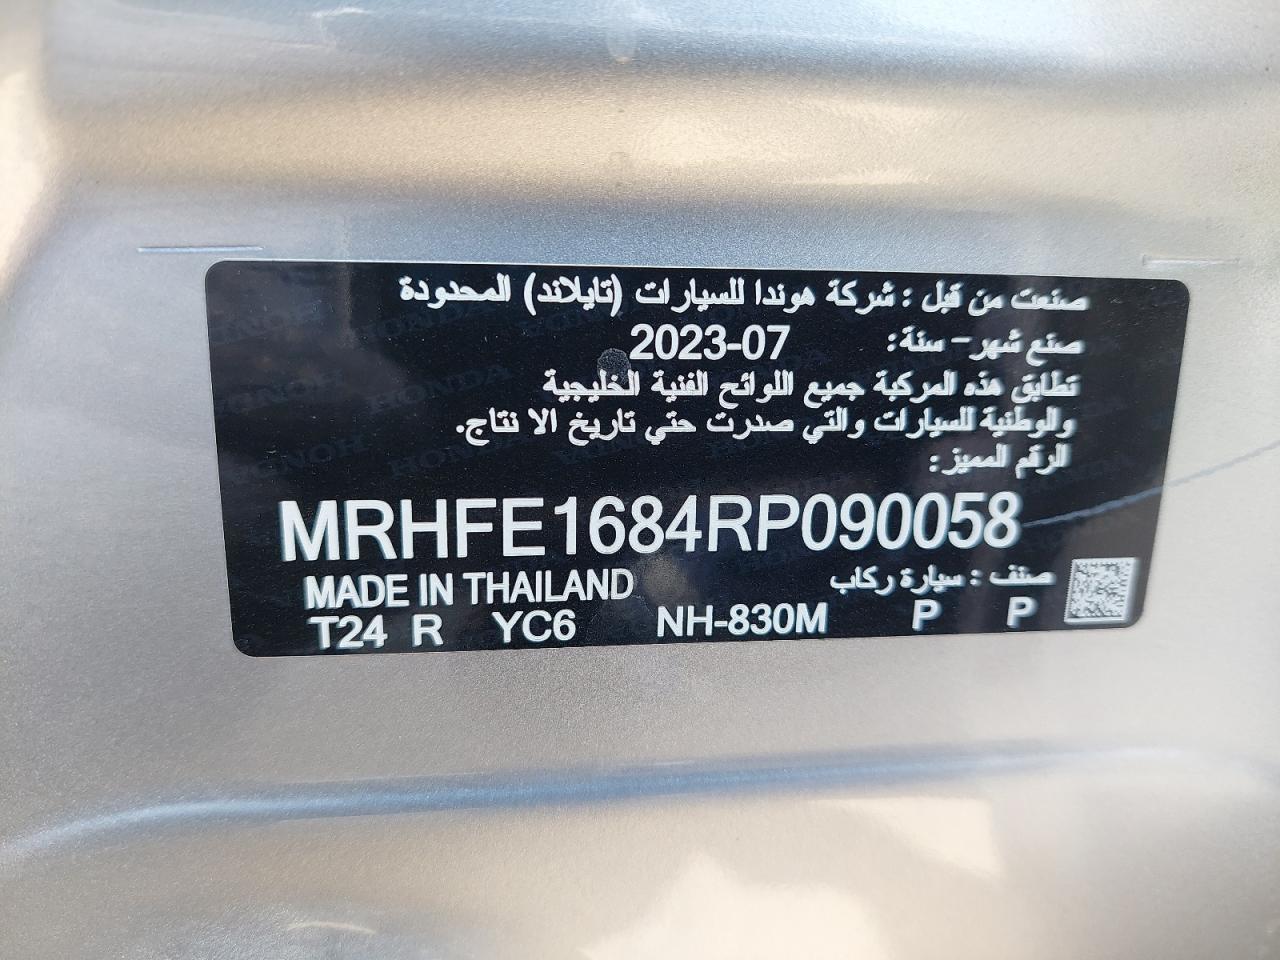 صنعت من قبل : شركة هوندا للسيارات (تايلاند) المحدودة
صنع شهر- سنة: 2023-07
تطابق هذه المركبة جميع اللوائح الفنية الخليجية
والوطنية للسيارات والتي صدرت حتي تاريخ الا نتاج.
الرقم المميز:
MRHFE1684RP090058
صنف : سيارة ركاب
MADE IN THAILAND
T24 R YC6 NH-830M P P